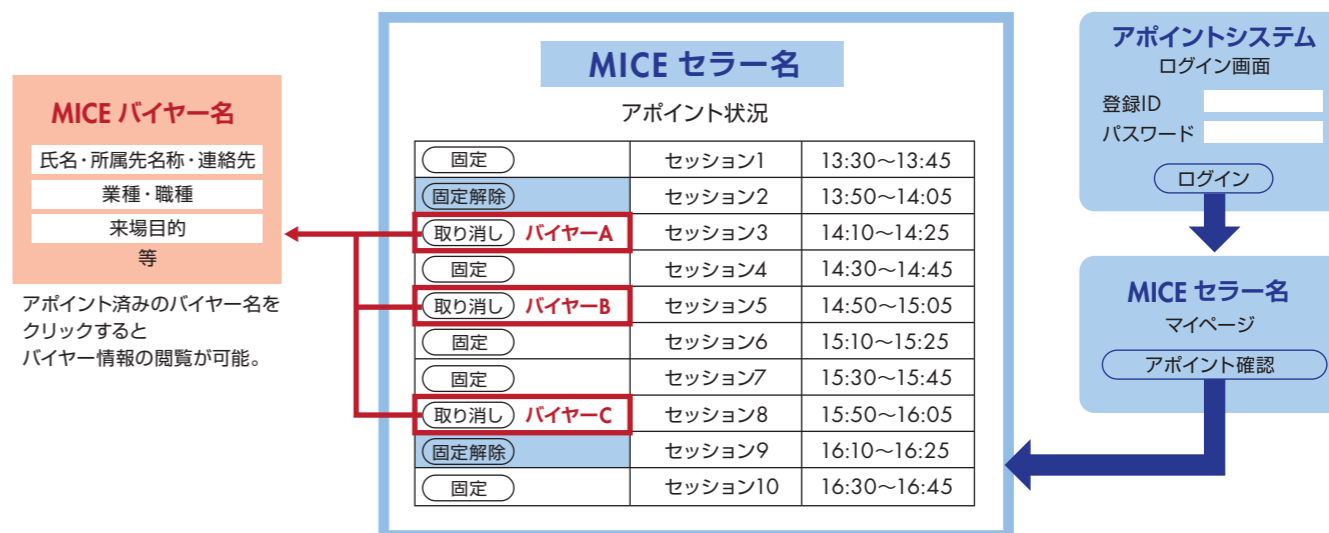 MICE バイヤー名
氏名・所属先名称・連絡先
業種・職種
来場目的
等
アポイント済みのバイヤー名を
クリックすると
バイヤー情報の閲覧が可能。
MICE セラー名
アポイント状況
固定 セッション1 13:30～13:45
固定解除 セッション2 13:50～14:05
取り消し バイヤーA セッション3 14:10～14:25
固定 セッション4 14:30～14:45
取り消し バイヤーB セッション5 14:50～15:05
固定 セッション6 15:10～15:25
固定 セッション7 15:30～15:45
取り消し バイヤーC セッション8 15:50～16:05
固定解除 セッション9 16:10～16:25
固定 セッション10 16:30～16:45
アポイントシステム
ログイン画面
登録ID
パスワード
ログイン
MICE セラー名
マイページ
アポイント確認